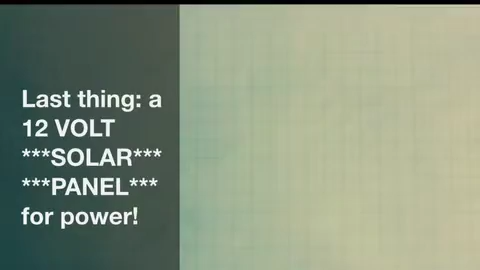 Last thing: a
12 VOLT
***SOLAR***
***PANEL***
for power!